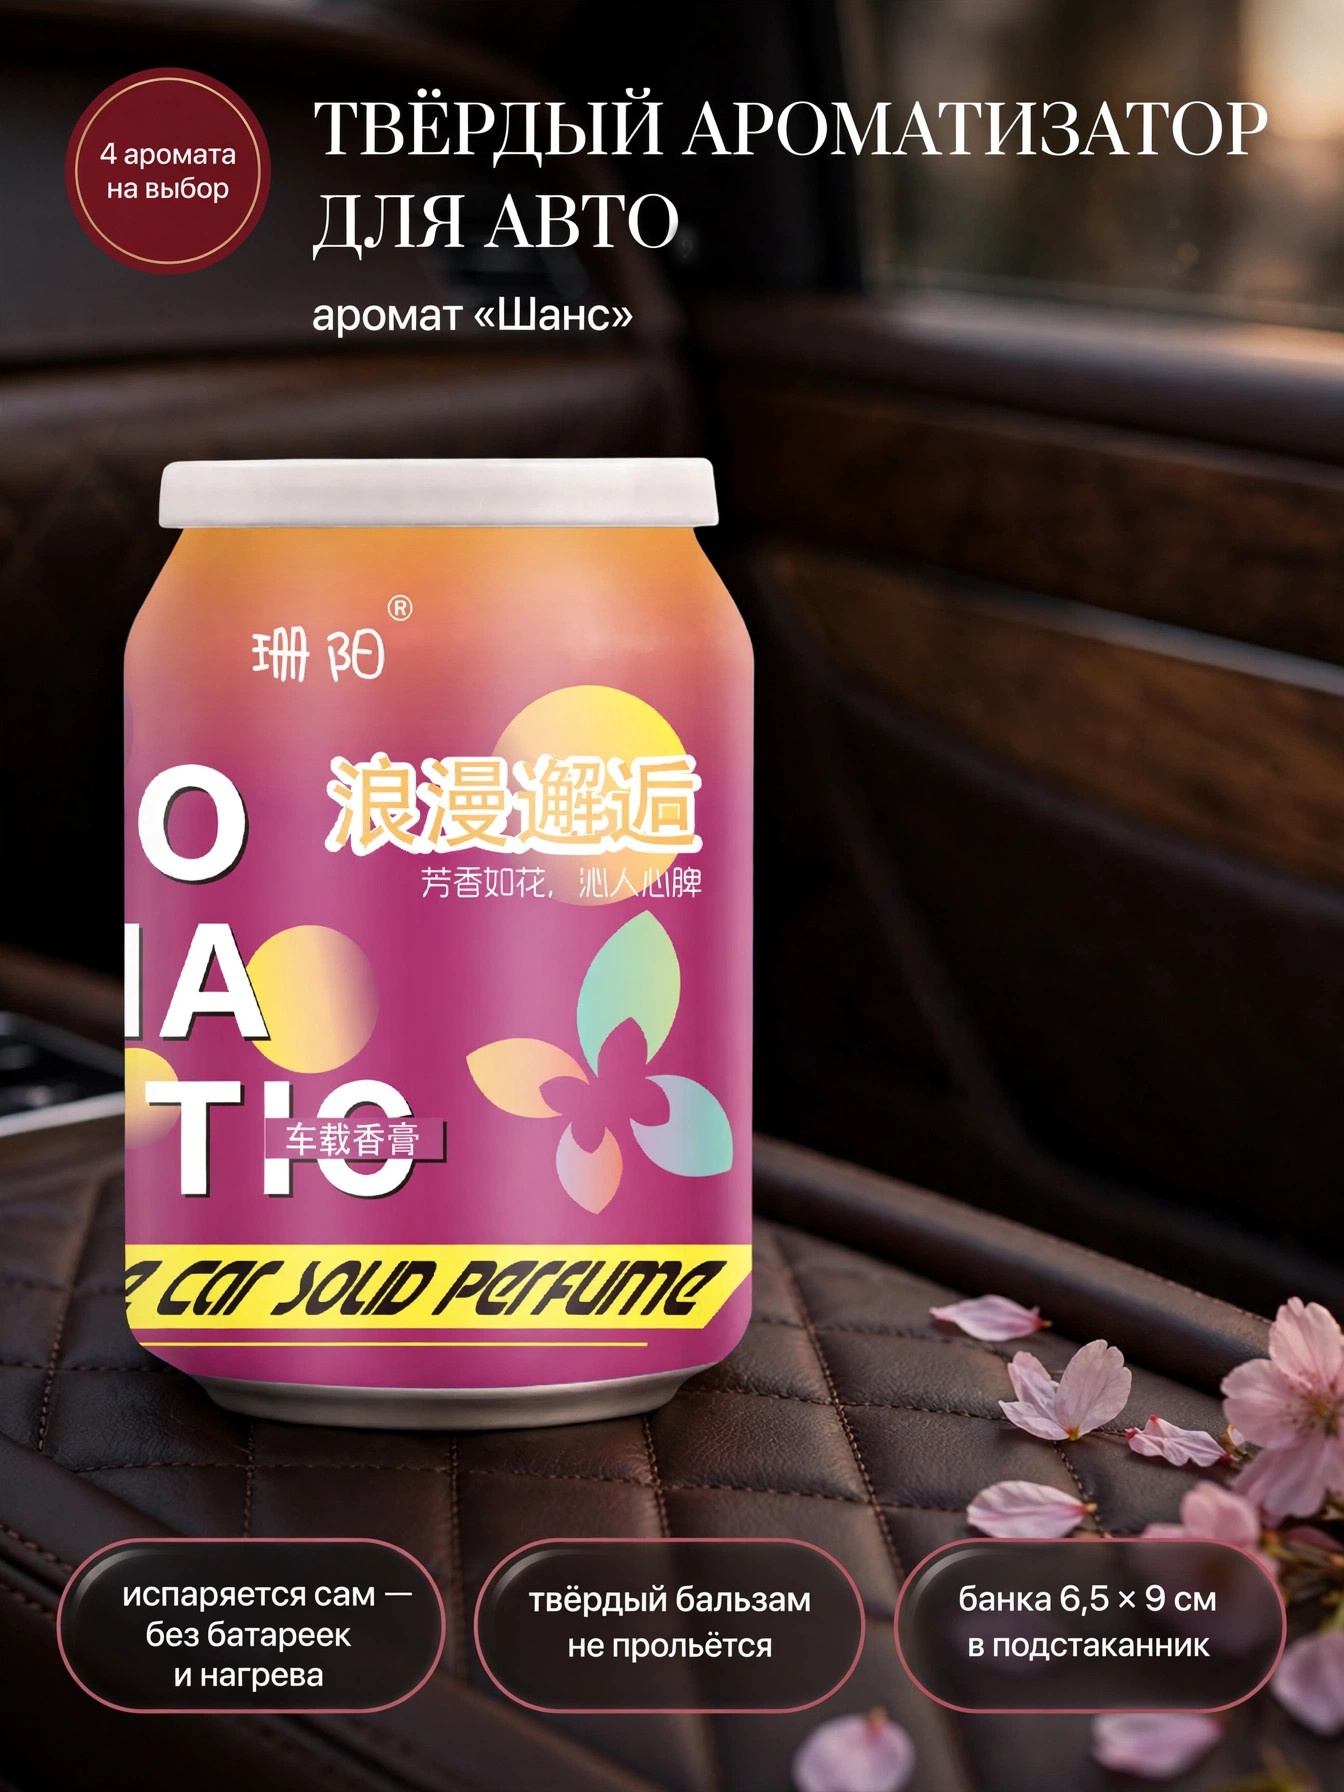 4 аромата
на выбор
ТВЁРДЫЙ АРОМАТИЗАТОР
ДЛЯ АВТО
аромат «Шанс»
珊阳®
浪漫邂逅
芳香如花，沁人心脾
O
MA
TIC
车载香膏
e car solid perfume
испаряется сам —
без батареек
и нагрева
твёрдый бальзам
не прольётся
банка 6,5 × 9 см
в подстаканник